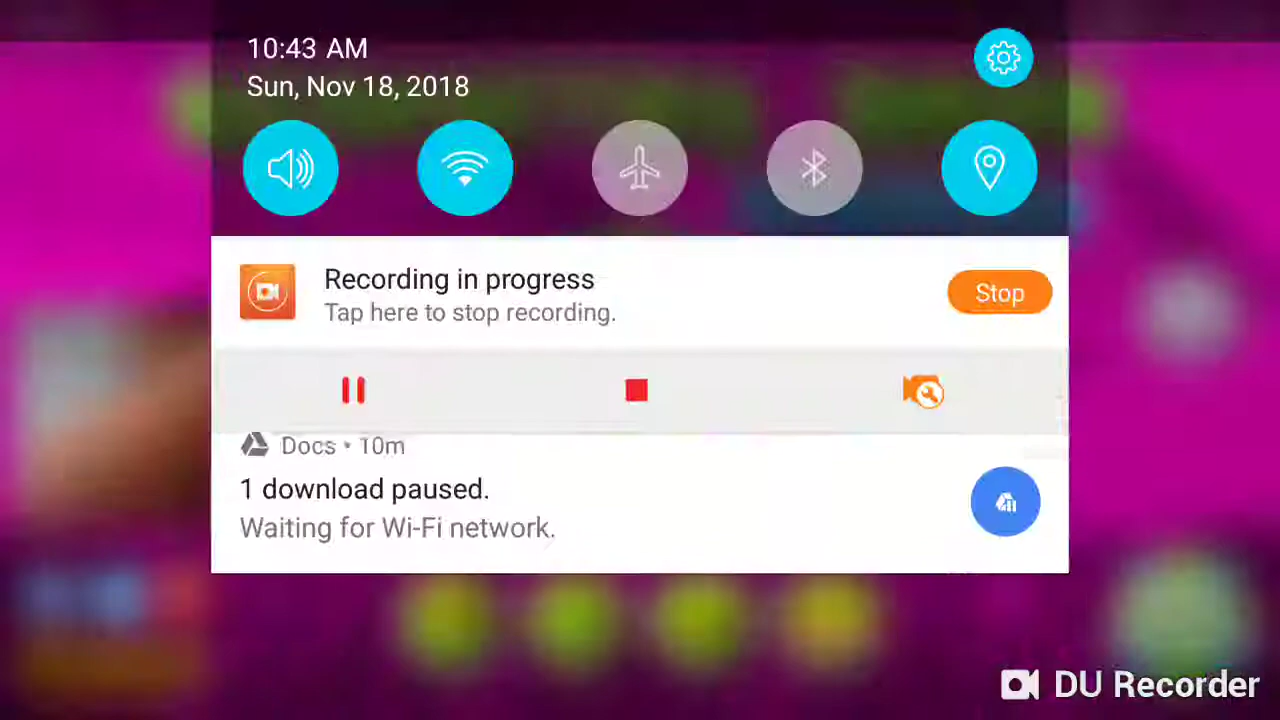 10:43 AM
Sun, Nov 18, 2018
Recording in progress
Tap here to stop recording.
Stop
Docs • 10m
1 download paused.
Waiting for Wi-Fi network.
DU Recorder